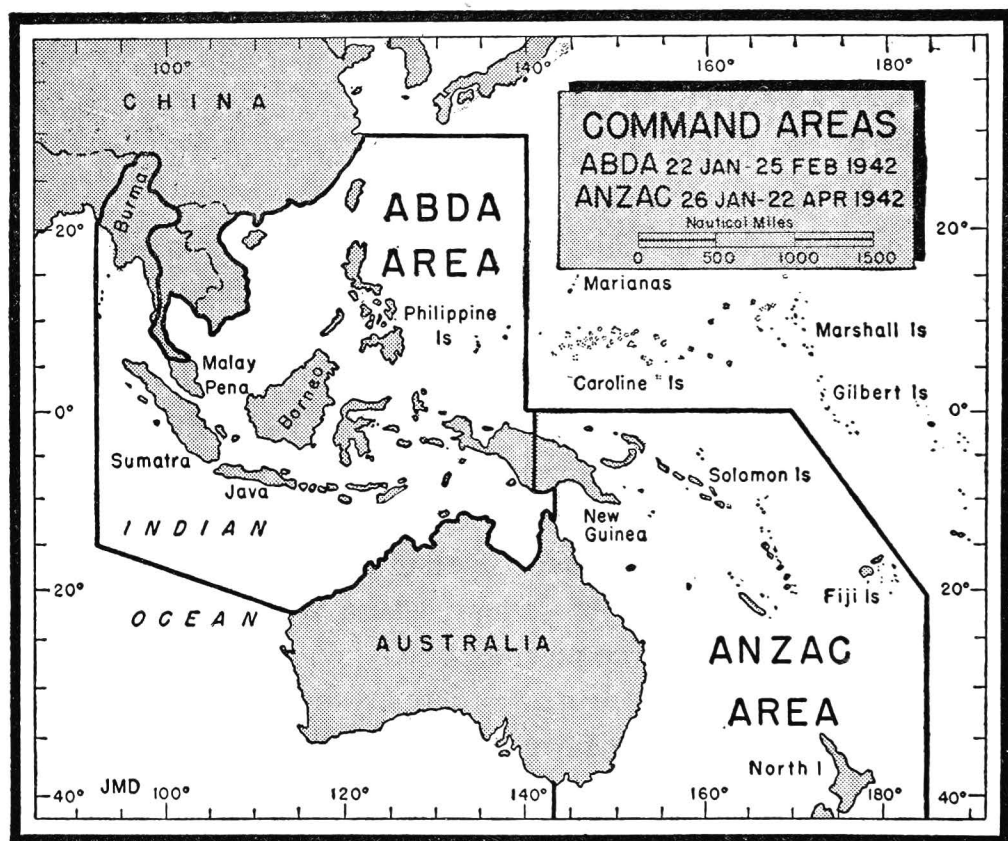 100°
140°
160°
180°
CHINA
COMMAND AREAS
ABDA 22 JAN-25 FEB 1942
ANZAC 26 JAN-22 APR 1942
Nautical Miles
0 500 1000 1500
Burma
ABDA
AREA
20°
20°
Marianas
Philippine
Is
Marshall Is
Malay
Pena
Caroline Is
Gilbert Is
0°
0°
Borneo
Sumatra
Java
Solomon Is
New
Guinea
INDIAN
OCEAN
20°
20°
Fiji Is
AUSTRALIA
ANZAC
AREA
North I
JMD
40°
100°
120°
140°
160°
180°
40°